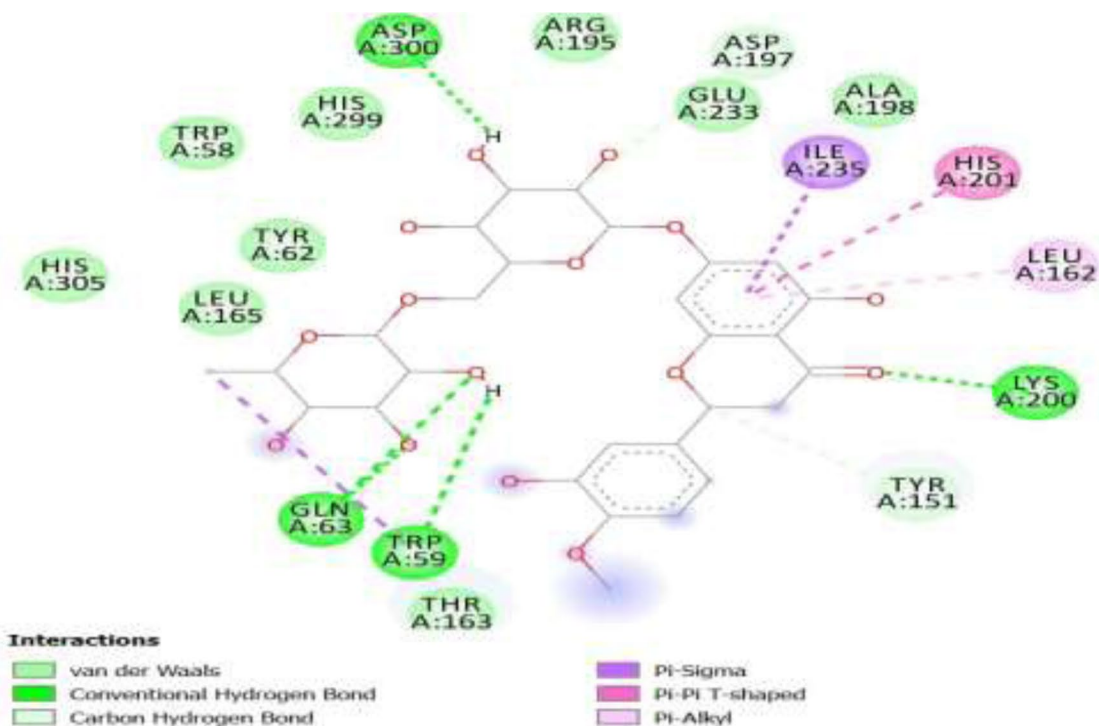 ASP
A:300
ARG
A:195
ASP
A:197
HIS
A:299
GLU
A:233
ALA
A:198
TRP
A:58
ILE
A:235
HIS
A:201
TYR
A:62
LEU
A:162
HIS
A:305
LEU
A:165
H
O
O
O
O
O
O
O
O
O
H
O
O
LYS
A:200
O
O
O
GLN
A:63
TRP
A:59
TYR
A:151
O
THR
A:163
Interactions
van der Waals
Conventional Hydrogen Bond
Carbon Hydrogen Bond
Pi-Sigma
Pi-Pi T-shaped
Pi-Alkyl